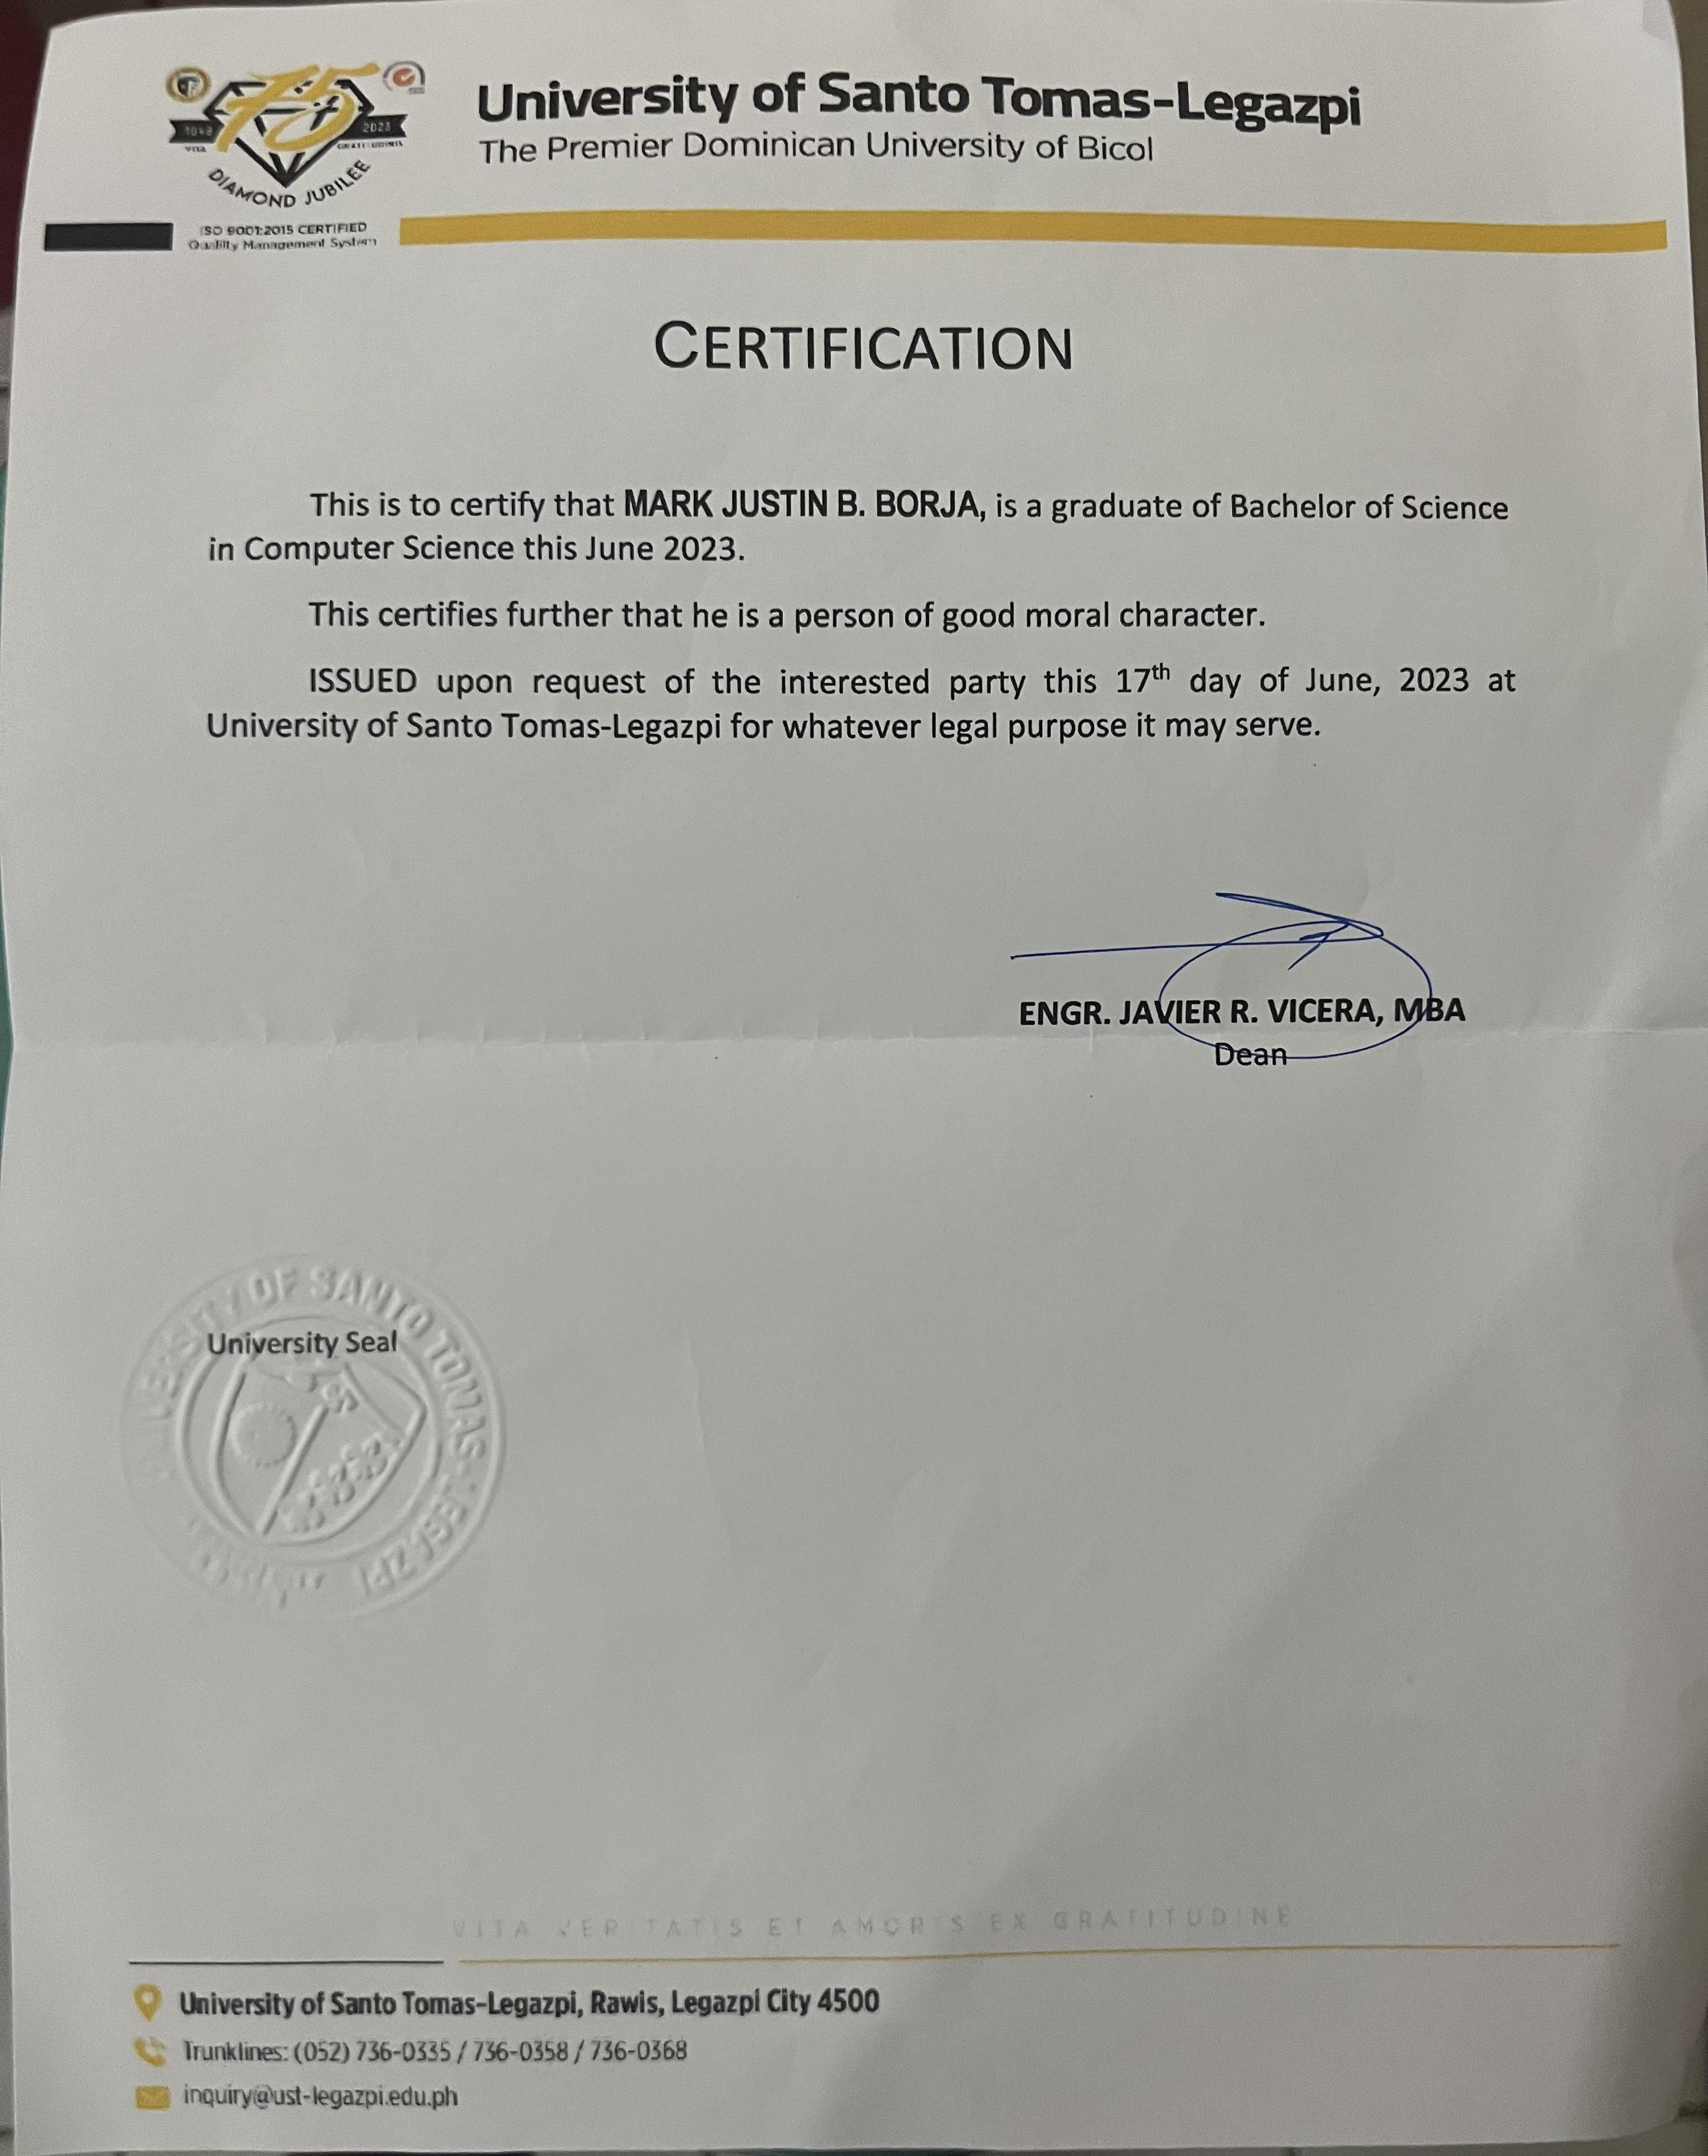 75
1948 2023
DIAMOND JUBILEE
ISO 9001:2015 CERTIFIED
Quality Management System
University of Santo Tomas-Legazpi
The Premier Dominican University of Bicol
CERTIFICATION
This is to certify that MARK JUSTIN B. BORJA, is a graduate of Bachelor of Science
in Computer Science this June 2023.
This certifies further that he is a person of good moral character.
ISSUED upon request of the interested party this 17th day of June, 2023 at
University of Santo Tomas-Legazpi for whatever legal purpose it may serve.
ENGR. JAVIER R. VICERA, MBA
Dean
OF SANTO TOMAS-LEGAZPI
University Seal
VITA VERITATIS ET AMORIS EX GRATITUDINE
University of Santo Tomas-Legazpi, Rawis, Legazpi City 4500
Trunklines: (052) 736-0335 / 736-0358 / 736-0368
inquiry@ust-legazpi.edu.ph